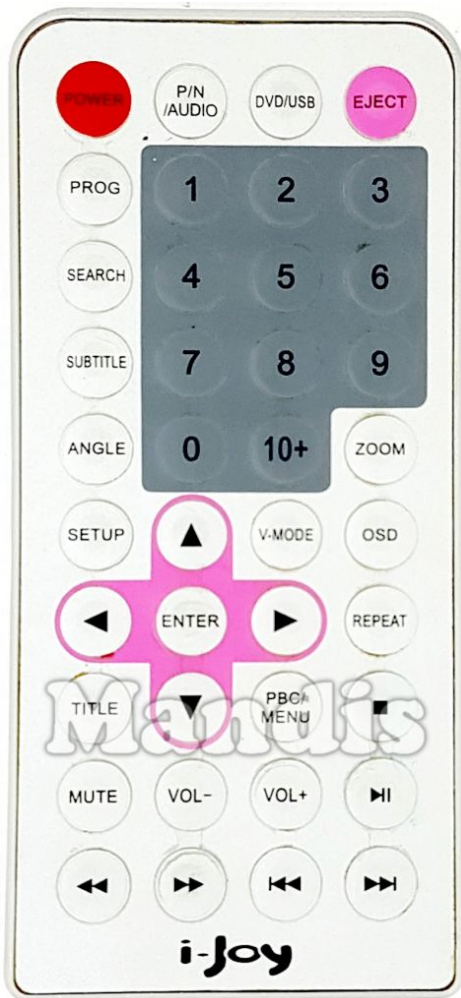 POWER
P/N
/AUDIO
DVD/USB
EJECT
PROG
1
2
3
SEARCH
4
5
6
SUBTITLE
7
8
9
ANGLE
0
10+
ZOOM
SETUP
V-MODE
OSD
ENTER
REPEAT
TITLE
PBC/
MENU
Mandis
MUTE
VOL-
VOL+
i-Joy